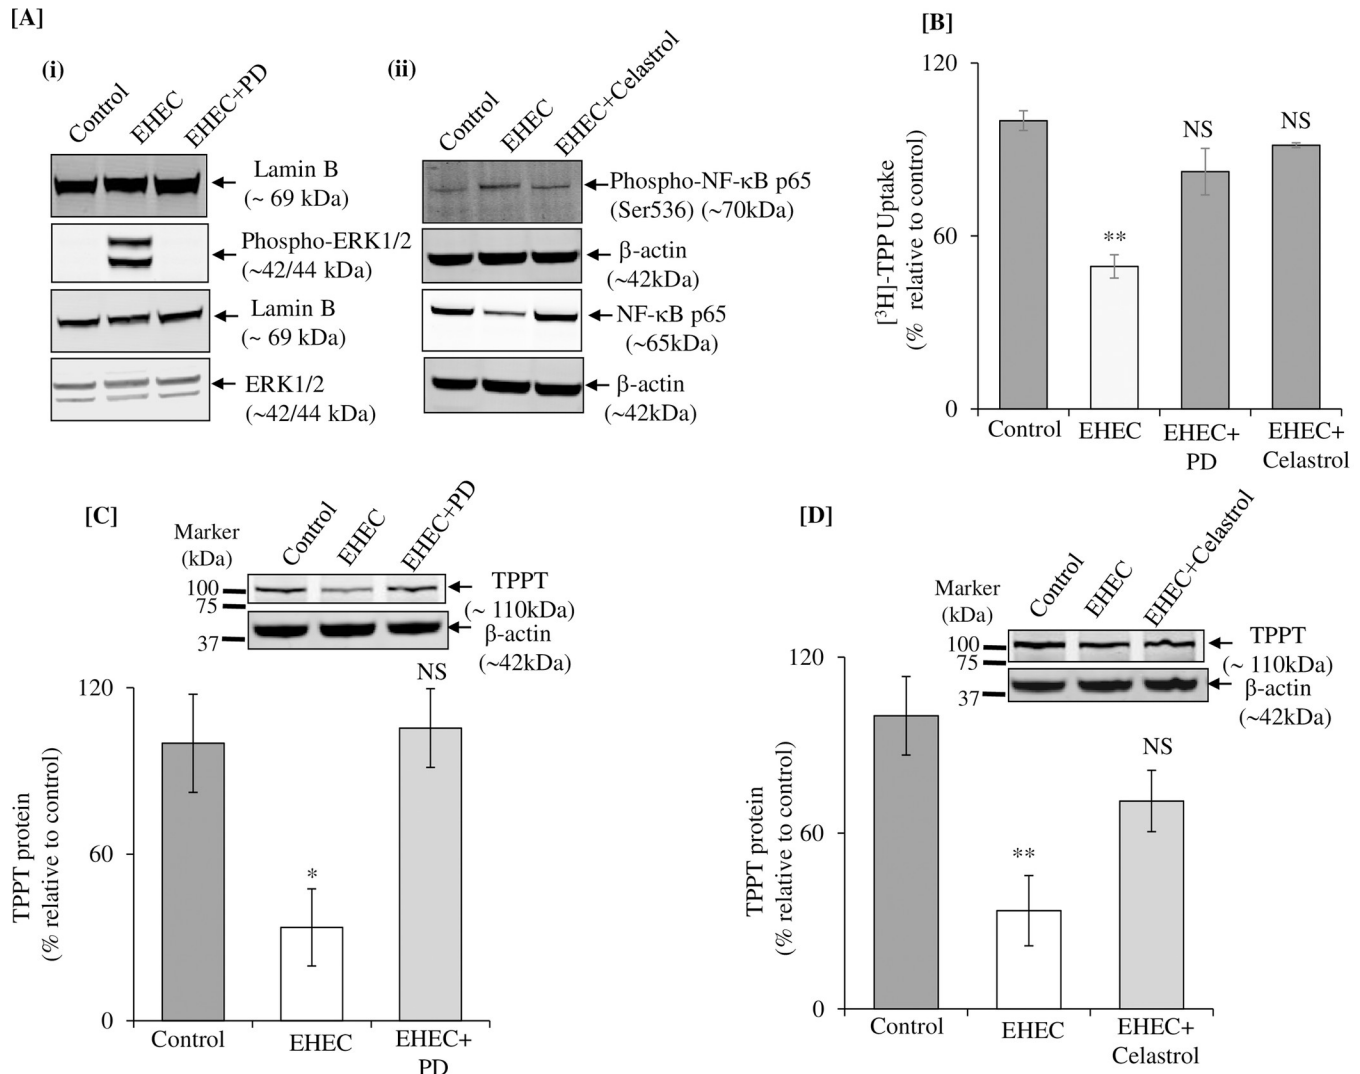 [A]
(i)
Control
EHEC
EHEC+PD
Lamin B
(~ 69 kDa)
Phospho-ERK1/2
(~42/44 kDa)
Lamin B
(~ 69 kDa)
ERK1/2
(~42/44 kDa)
(ii)
Control
EHEC
EHEC+Celastrol
Phospho-NF-κB p65
(Ser536) (~70kDa)
β-actin
(~42kDa)
NF-κB p65
(~65kDa)
β-actin
(~42kDa)
[B]
[³H]-TPP Uptake
(% relative to control)
120
60
0
**
NS
NS
Control
EHEC
EHEC+
PD
EHEC+
Celastrol
[C]
Marker
(kDa)
100
75
37
Control
EHEC
EHEC+PD
TPPT
(~ 110kDa)
β-actin
(~42kDa)
TPPT protein
(% relative to control)
120
60
0
*
NS
Control
EHEC
EHEC+
PD
[D]
Marker
(kDa)
100
75
37
Control
EHEC
EHEC+Celastrol
TPPT
(~ 110kDa)
β-actin
(~42kDa)
TPPT protein
(% relative to control)
120
60
0
**
NS
Control
EHEC
EHEC+
Celastrol